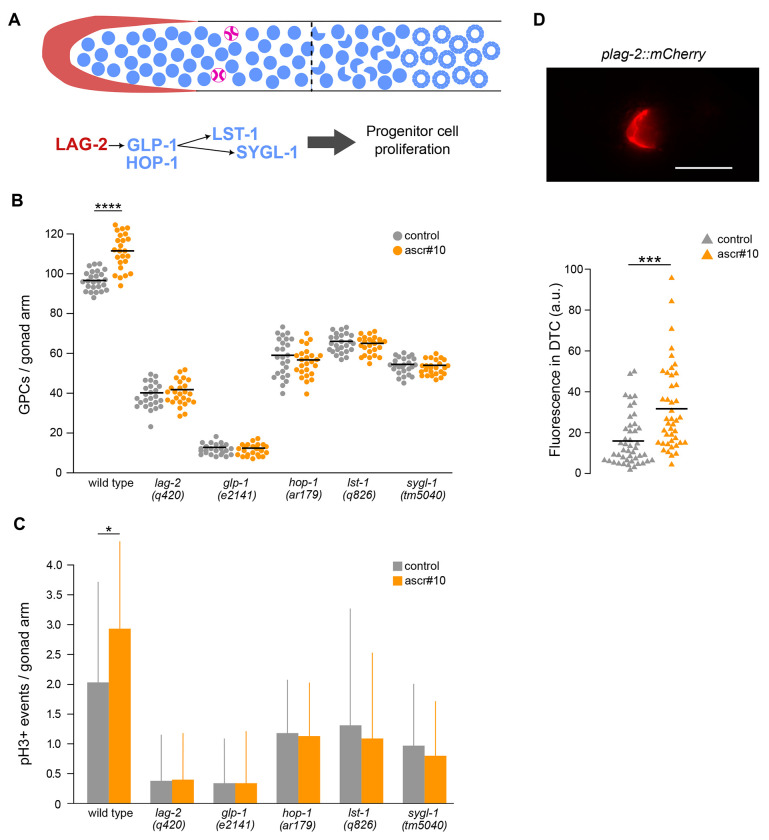 A
LAG-2 GLP-1 LST-1
HOP-1 SYGL-1
Progenitor cell
proliferation
B
****
control
ascr#10
GPCs / gonad arm
120
100
80
60
40
20
0
wild type lag-2 glp-1 hop-1 lst-1 sygl-1
(q420) (e2141) (ar179) (q826) (tm5040)
C
*
control
ascr#10
pH3+ events / gonad arm
4.0
3.5
3.0
2.5
2.0
1.5
1.0
0.5
0
wild type lag-2 glp-1 hop-1 lst-1 sygl-1
(q420) (e2141) (ar179) (q826) (tm5040)
D
plag-2::mCherry
control
ascr#10
***
Fluorescence in DTC (a.u.)
100
80
60
40
20
0